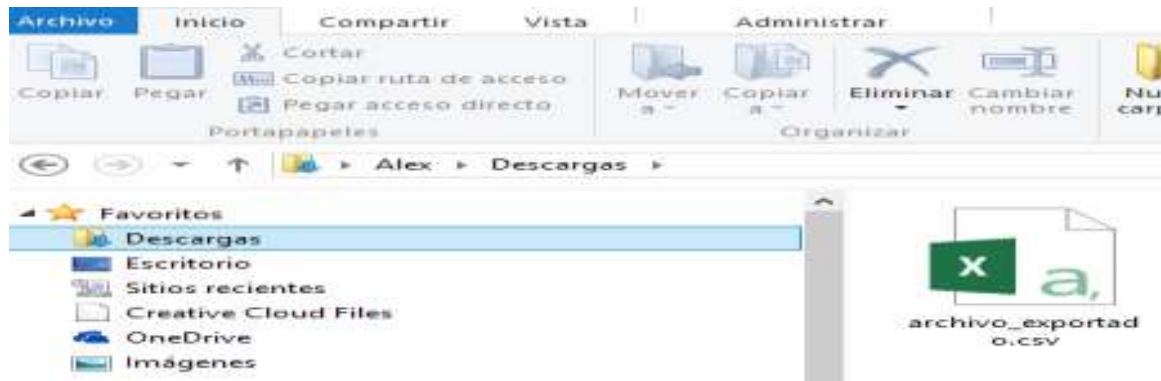 Archivo Inicio Compartir Vista Administrar
Copiar
Pegar
Cortar
Copiar ruta de acceso
Pegar acceso directo
Portapapeles
Mover a
Copiar a
Eliminar
Cambiar nombre
Organizar
Alex Descargas
Favoritos
Descargas
Escritorio
Sitios recientes
Creative Cloud Files
OneDrive
Imágenes
X a,
archivo_exportad
o.csv